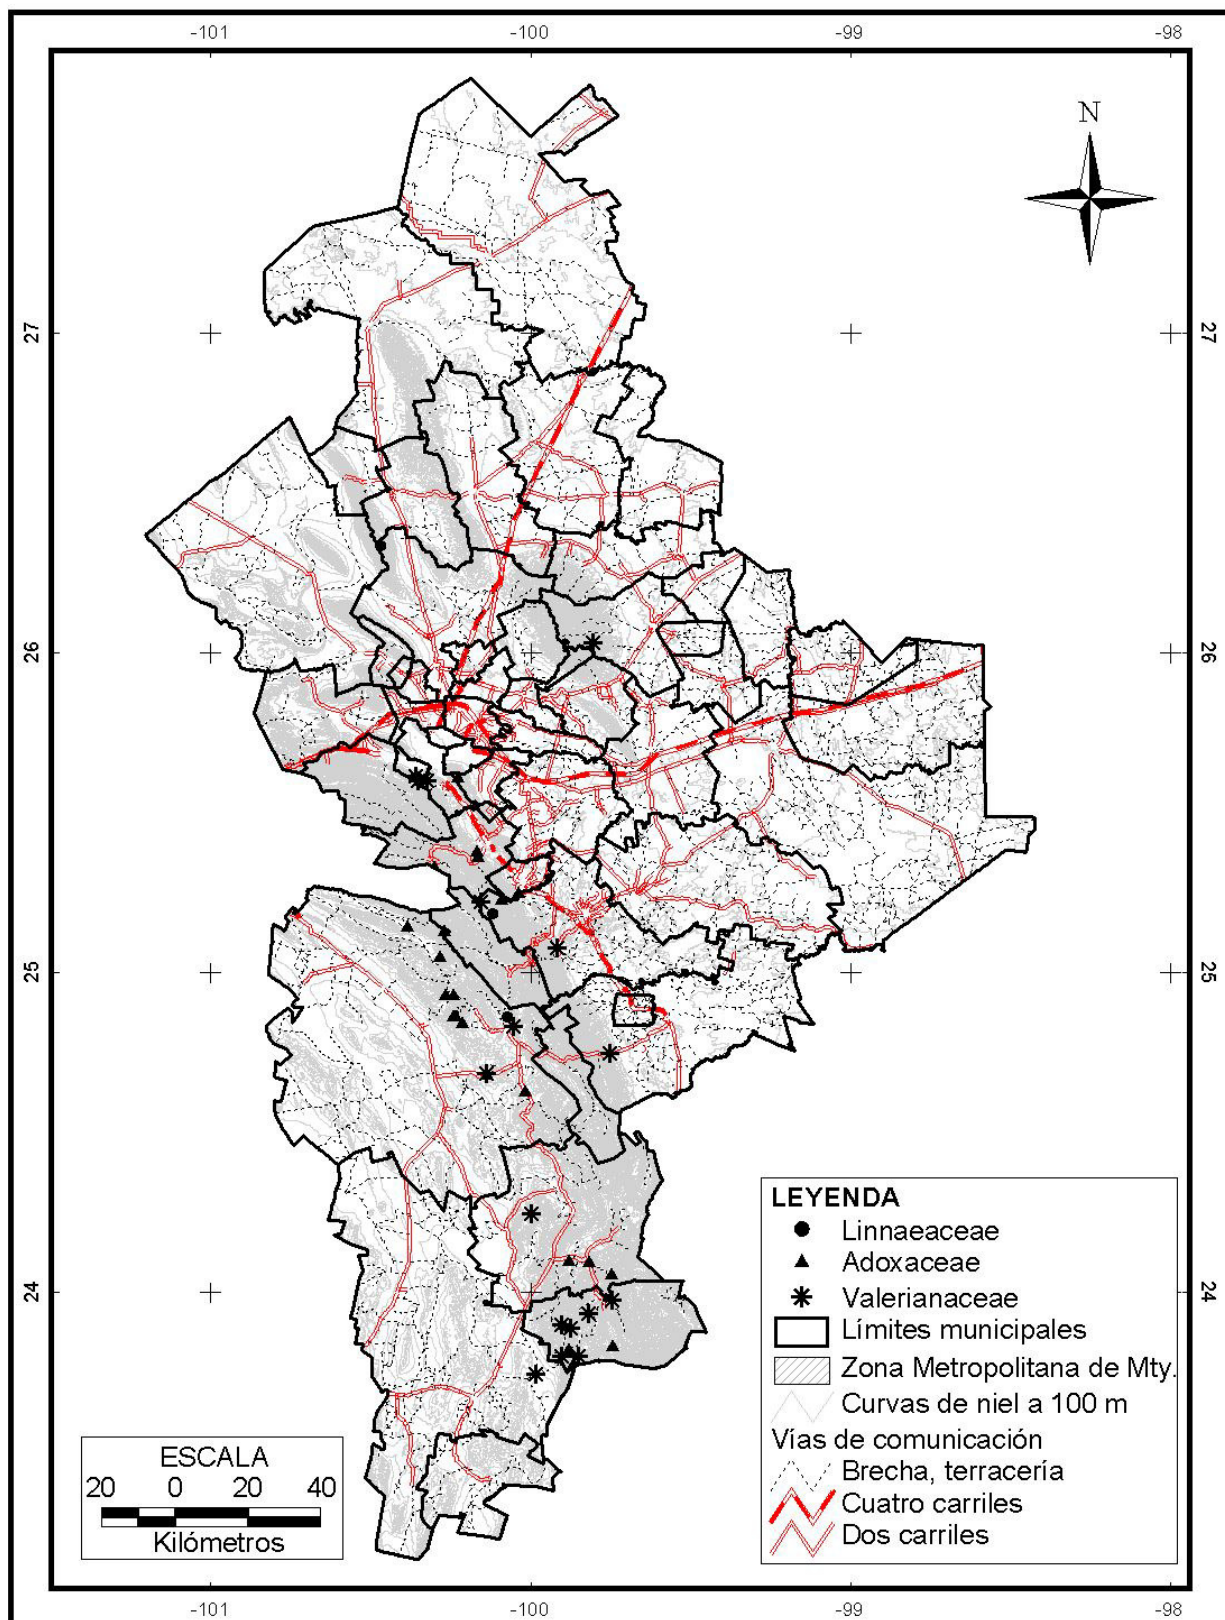 -101 -100 -99 -98
N
27 27
26 26
25 25
24 24
LEYENDA
Linnaeaceae
Adoxaceae
Valerianaceae
Límites municipales
Zona Metropolitana de Mty.
Curvas de niel a 100 m
Vías de comunicación
Brecha, terracería
Cuatro carriles
Dos carriles
ESCALA
20 0 20 40
Kilómetros
-101 -100 -99 -98